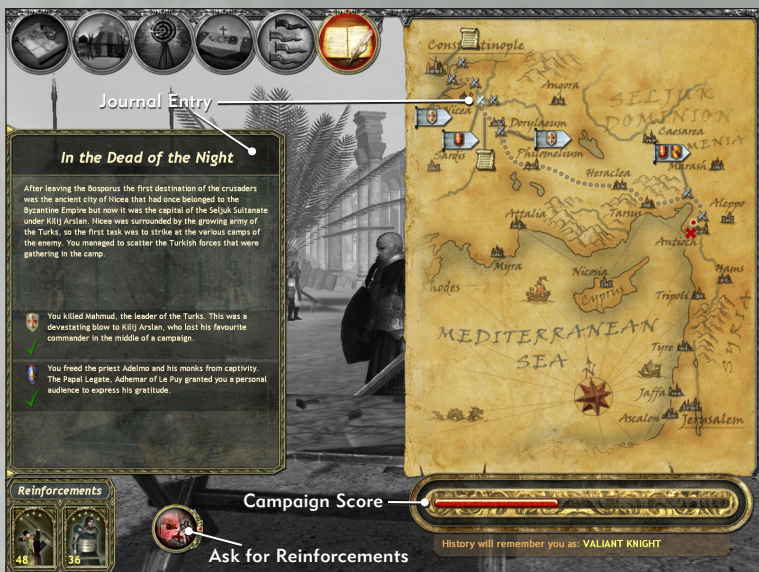 Journal Entry
In the Dead of the Night
After leaving the Bosporus the first destination of the crusaders
was the ancient city of Nicea that had once belonged to the
Byzantine Empire but now it was the capital of the Seljuk Sultanate
under Kilij Arslan. Nicea was surrounded by the growing army of
the Turks, so the first task was to strike at the various camps of
the enemy. You managed to scatter the Turkish forces that were
gathering in the camp.
You killed Mahmud, the leader of the Turks. This was a
devastating blow to Kilij Arslan, who lost his favourite
commander in the middle of a campaign.
You freed the priest Adelmo and his monks from captivity.
The Papal Legate, Adhemar of Le Puy granted you a personal
audience to express his gratitude.
Reinforcements
48
36
Ask for Reinforcements
Constantinople
Nicea
Angora
SELJUK
DOMINION
Dorylaeum
Caesarea
Sardis
Philomelium
Marash
Heraclea
Tarsus
Aleppo
Attalia
Antioch
Myra
Nicosia
Hams
Rhodes
Cyprus
Tripoli
SYRIA
MEDITERRANEAN
SEA
Tyre
Jaffa
Ascalon
Jerusalem
Campaign Score
History will remember you as: VALIANT KNIGHT